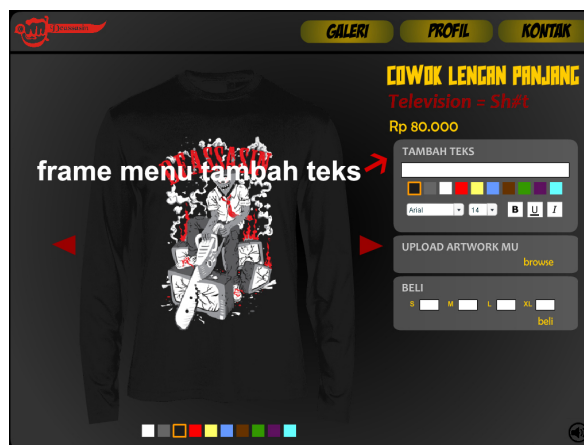 GALERI
PROFIL
KONTAK
COWOK LENGAN PANJANG
Television = Sh#t
Rp 80.000
TAMBAH TEKS
frame menu tambah teks
Arial
14
B
U
I
UPLOAD ARTWORK MU
browse
BELI
S
M
L
XL
beli